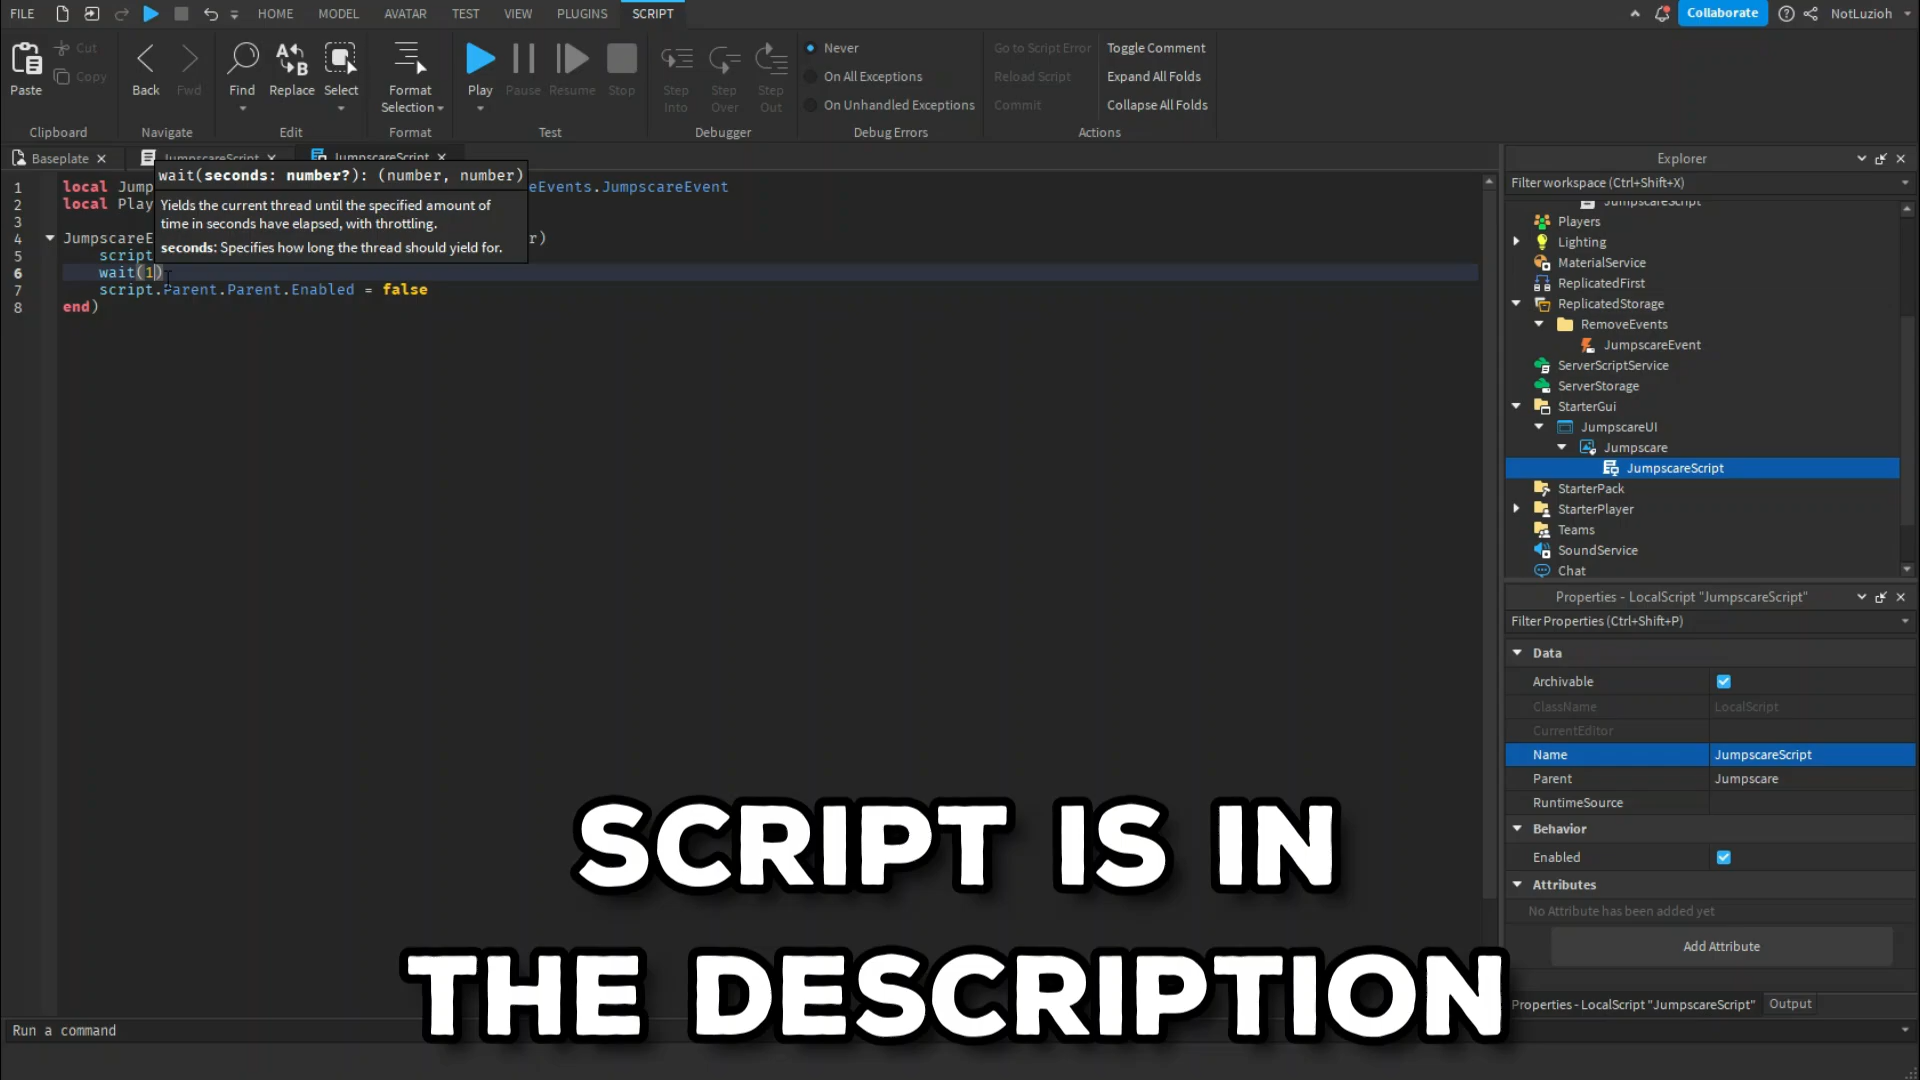 FILE HOME MODEL AVATAR TEST VIEW PLUGINS SCRIPT Collaborate NotLuzioh
Paste Cut Copy Back Fwd Find Replace Select Format Selection Play Pause Resume Stop Step Into Step Over Step Out
Never
On All Exceptions
On Unhandled Exceptions
Go to Script Error
Reload Script
Commit
Toggle Comment
Expand All Folds
Collapse All Folds
Clipboard Navigate Edit Format Test Debugger Debug Errors Actions
Baseplate JumpscareScript JumpscareScript
wait(seconds: number?): (number, number)
Yields the current thread until the specified amount of
time in seconds have elapsed, with throttling.
seconds: Specifies how long the thread should yield for.
1 local Jump eEvents.JumpscareEvent
2 local Play
3
4 JumpscareE r)
5 script
6 wait(1)
7 script.Parent.Parent.Enabled = false
8 end)
Explorer
Filter workspace (Ctrl+Shift+X)
JumpscareScript
Players
Lighting
MaterialService
ReplicatedFirst
ReplicatedStorage
RemoveEvents
JumpscareEvent
ServerScriptService
ServerStorage
StarterGui
JumpscareUI
Jumpscare
JumpscareScript
StarterPack
StarterPlayer
Teams
SoundService
Chat
Properties - LocalScript "JumpscareScript"
Filter Properties (Ctrl+Shift+P)
Data
Archivable
ClassName LocalScript
CurrentEditor
Name JumpscareScript
Parent Jumpscare
RuntimeSource
Behavior
Enabled
Attributes
No Attribute has been added yet
Add Attribute
Properties - LocalScript "JumpscareScript" Output
SCRIPT IS IN
THE DESCRIPTION
Run a command